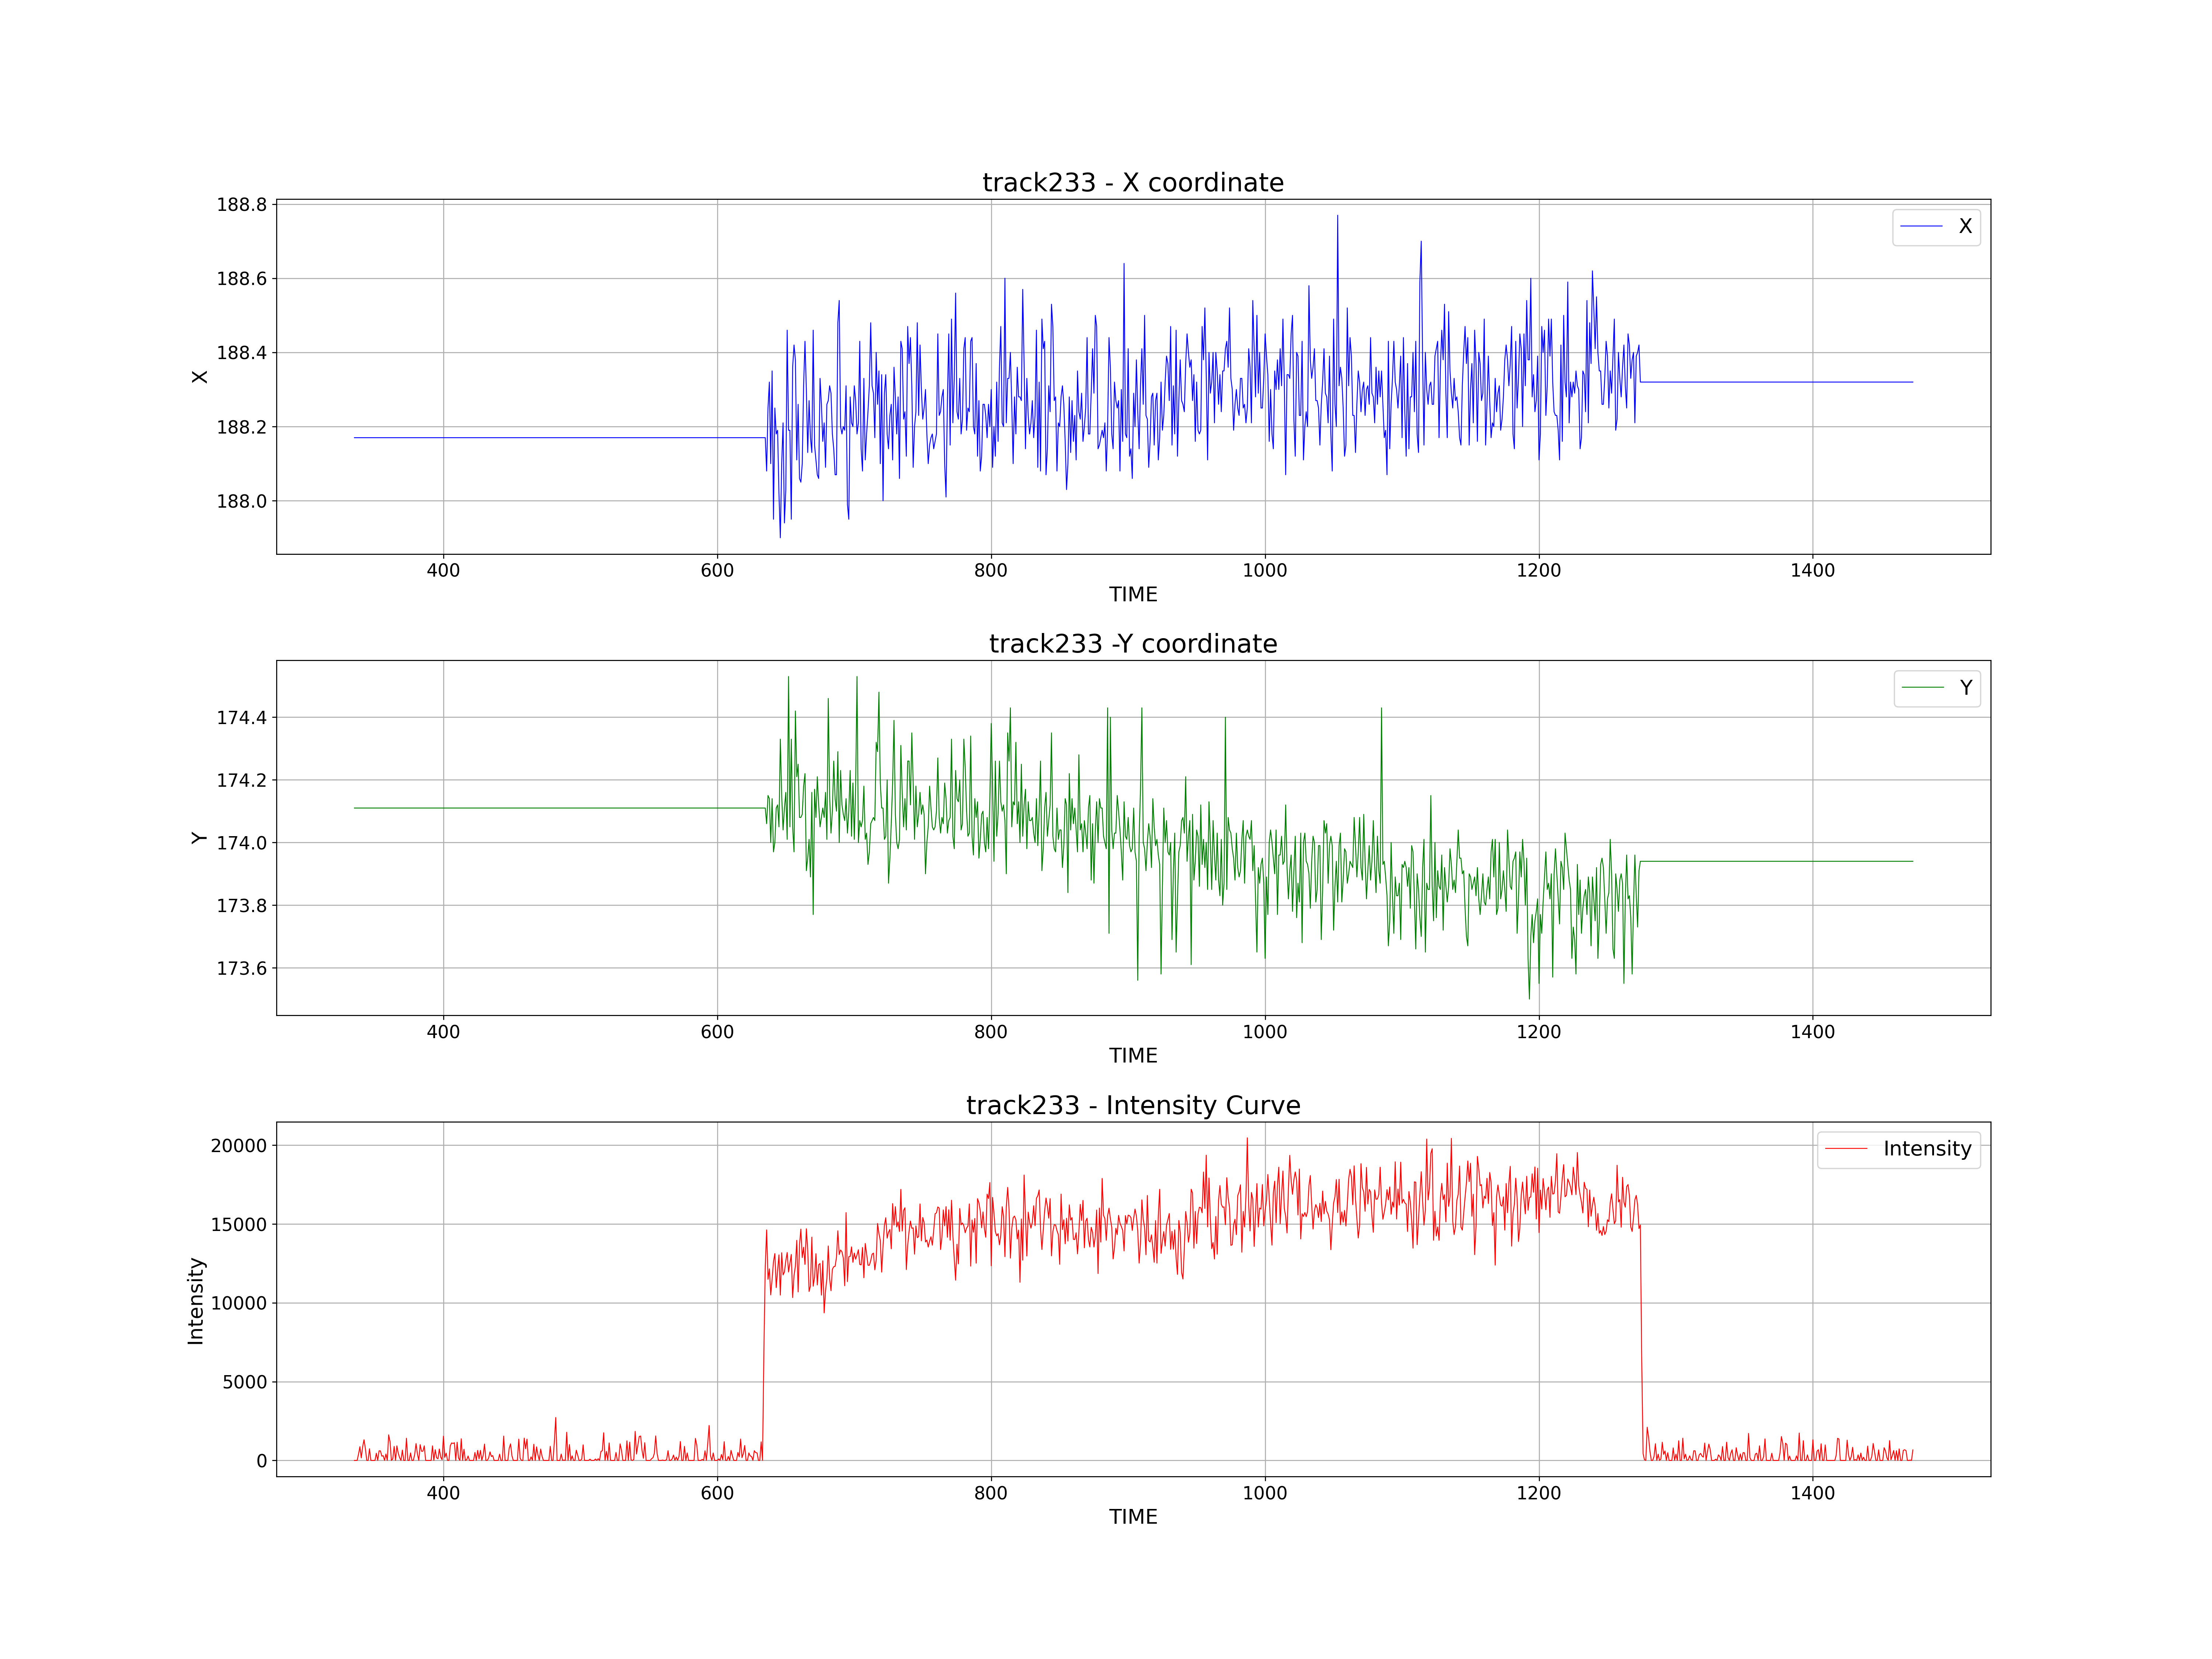 track233 - X coordinate
188.8
188.6
188.4
188.2
188.0
X
X
400 600 800 1000 1200 1400
TIME
track233 -Y coordinate
174.4
174.2
174.0
173.8
173.6
Y
Y
400 600 800 1000 1200 1400
TIME
track233 - Intensity Curve
20000
15000
10000
5000
0
Intensity
Intensity
400 600 800 1000 1200 1400
TIME